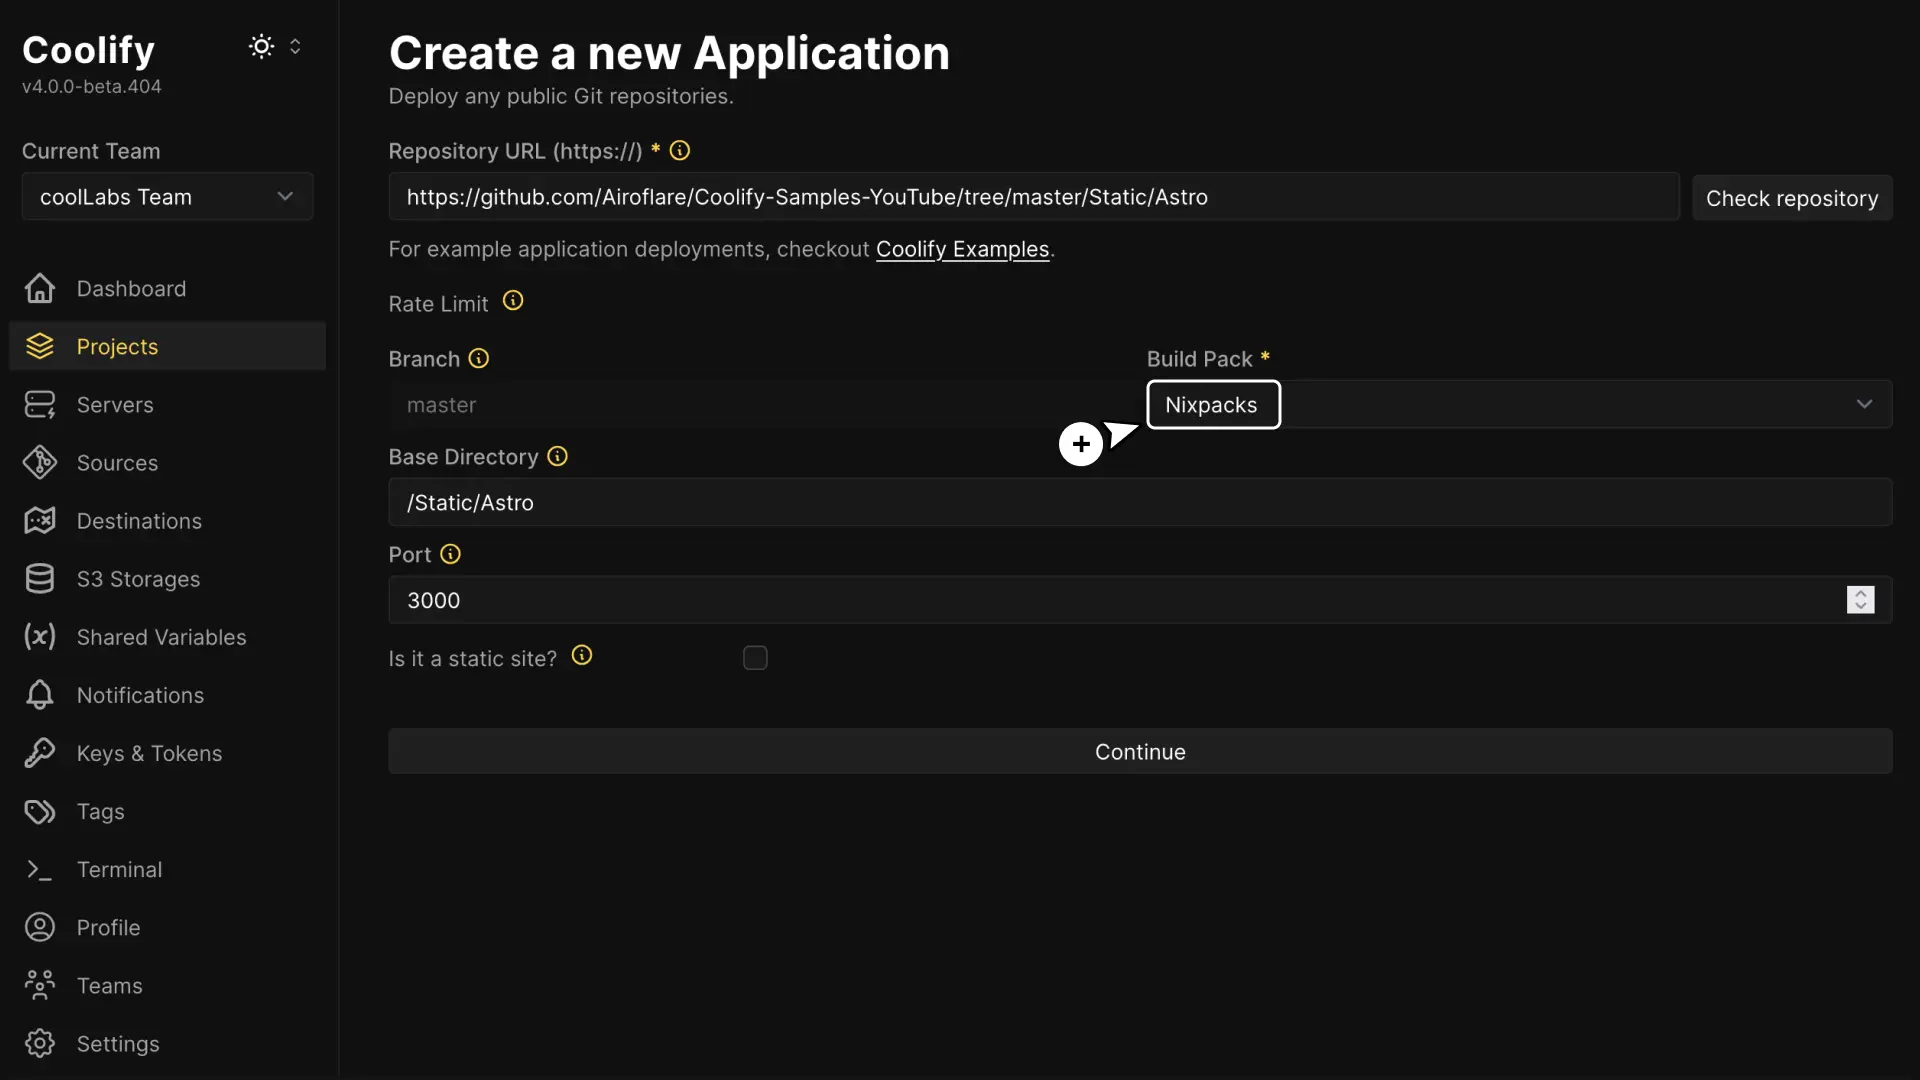 Coolify
v4.0.0-beta.404
Current Team
coolLabs Team
Dashboard
Projects
Servers
Sources
Destinations
S3 Storages
Shared Variables
Notifications
Keys & Tokens
Tags
Terminal
Profile
Teams
Settings
Create a new Application
Deploy any public Git repositories.
Repository URL (https://) *
https://github.com/Airoflare/Coolify-Samples-YouTube/tree/master/Static/Astro
Check repository
For example application deployments, checkout Coolify Examples.
Rate Limit
Branch
master
Build Pack *
Nixpacks
Base Directory
/Static/Astro
Port
3000
Is it a static site?
Continue